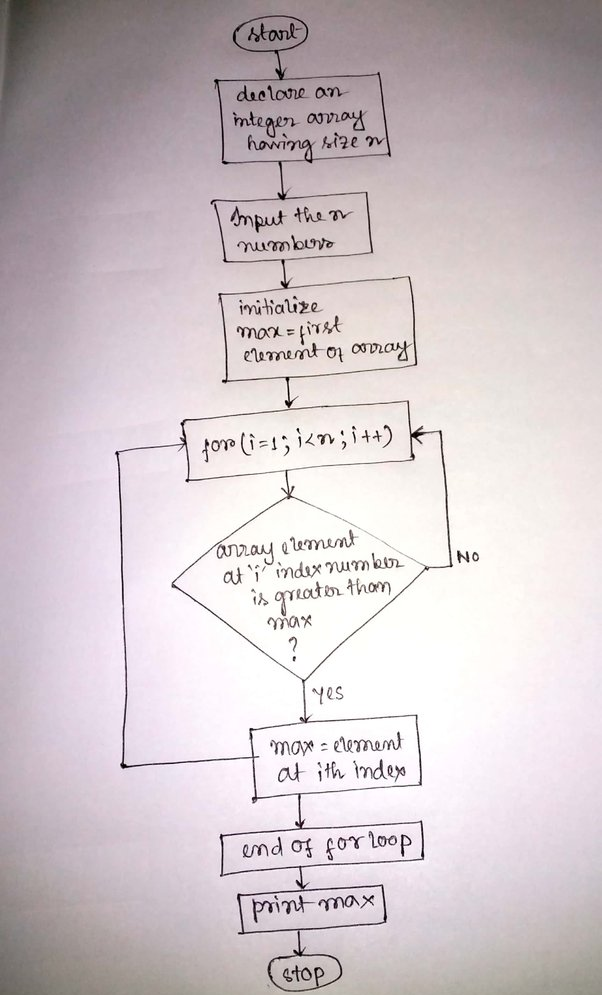 start
declare an
integer array
having size n
Input the n
numbers
initialize
max = first
element of array
for (i=1; i<n; i++)
array element
at 'i' index number
is greater than
max
?
NO
YES
max = element
at ith index
end of for loop
print max
stop